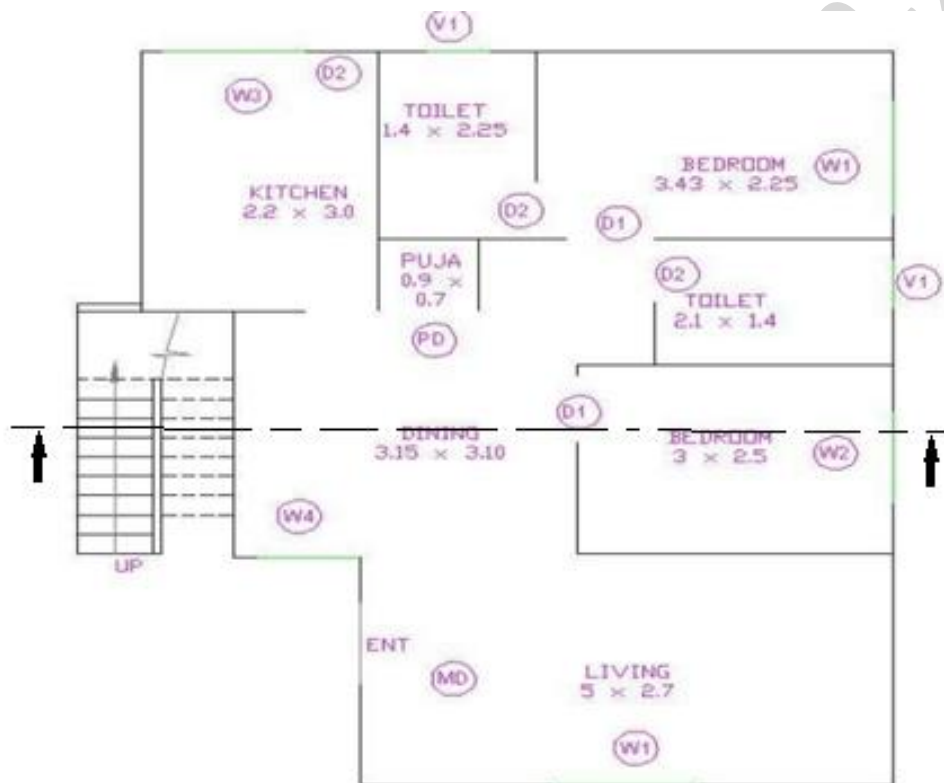 V1
D2
W3
TOILET
1.4 × 2.25
BEDROOM
3.43 × 2.25
W1
KITCHEN
2.2 × 3.0
D2
D1
PUJA
0.9 ×
0.7
D2
V1
TOILET
2.1 × 1.4
PD
D1
DINING
3.15 × 3.10
BEDROOM
3 × 2.5
W2
W4
UP
ENT
MD
LIVING
5 × 2.7
W1